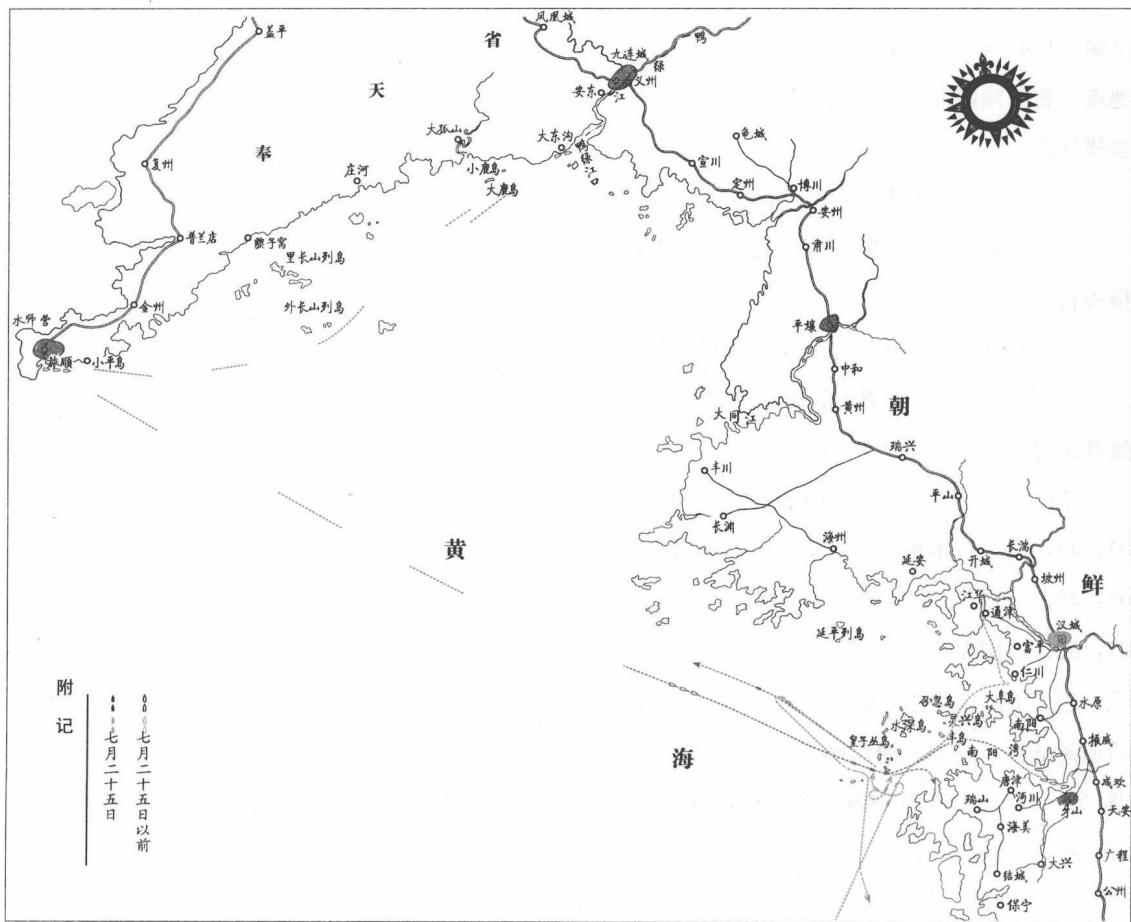 盖平
凤凰城
省
鸭
九连城
绿
义州
天
安东
江
龟城
大孤山
大东沟
奉
鸭绿江
复州
小鹿岛
宣川
庄河
大鹿岛
定州
博川
安州
普兰店
貔子窝
肃川
里长山列岛
金州
外长山列岛
水师营
平壤
旅顺
小平岛
中和
朝
黄州
大同江
瑞兴
丰川
平山
长渊
黄
海州
开城
长湍
延安
坡州
鲜
江华
通津
延平列岛
汉城
富平
仁川
附记
召忽岛
大阜岛
水原
水深岛
灵兴岛
南阳
皇子丛岛
丰岛
振威
海
南阳湾
七月二十五日以前
七月二十五日
唐津
成欢
瑞山
沔川
牙山
天安
海美
广程
大兴
结城
公州
保宁